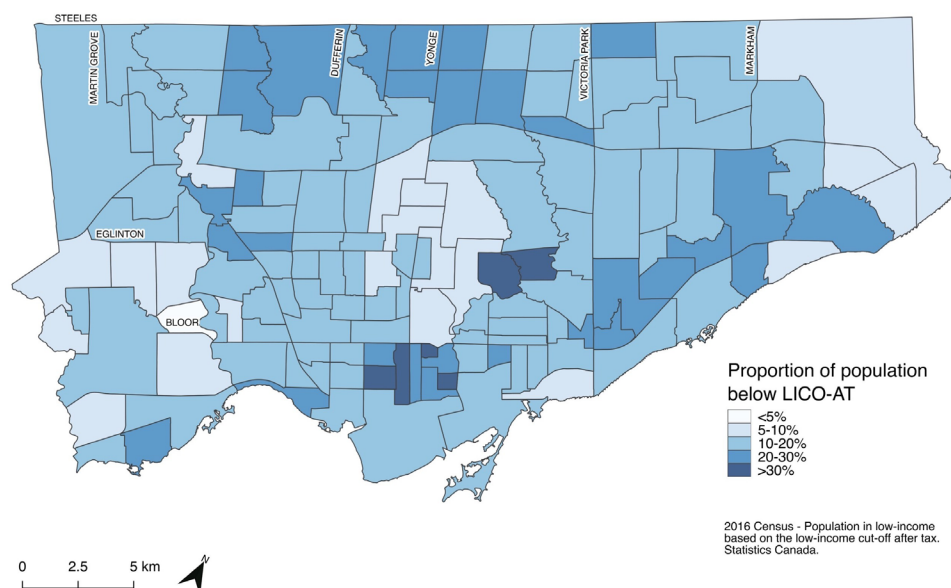 STEELES
MARTIN GROVE
DUFFERIN
YONGE
VICTORIA PARK
MARKHAM
EGLINTON
BLOOR
Proportion of population
below LICO-AT
<5%
5-10%
10-20%
20-30%
>30%
2016 Census - Population in low-income
based on the low-income cut-off after tax.
Statistics Canada.
N
0 2.5 5 km